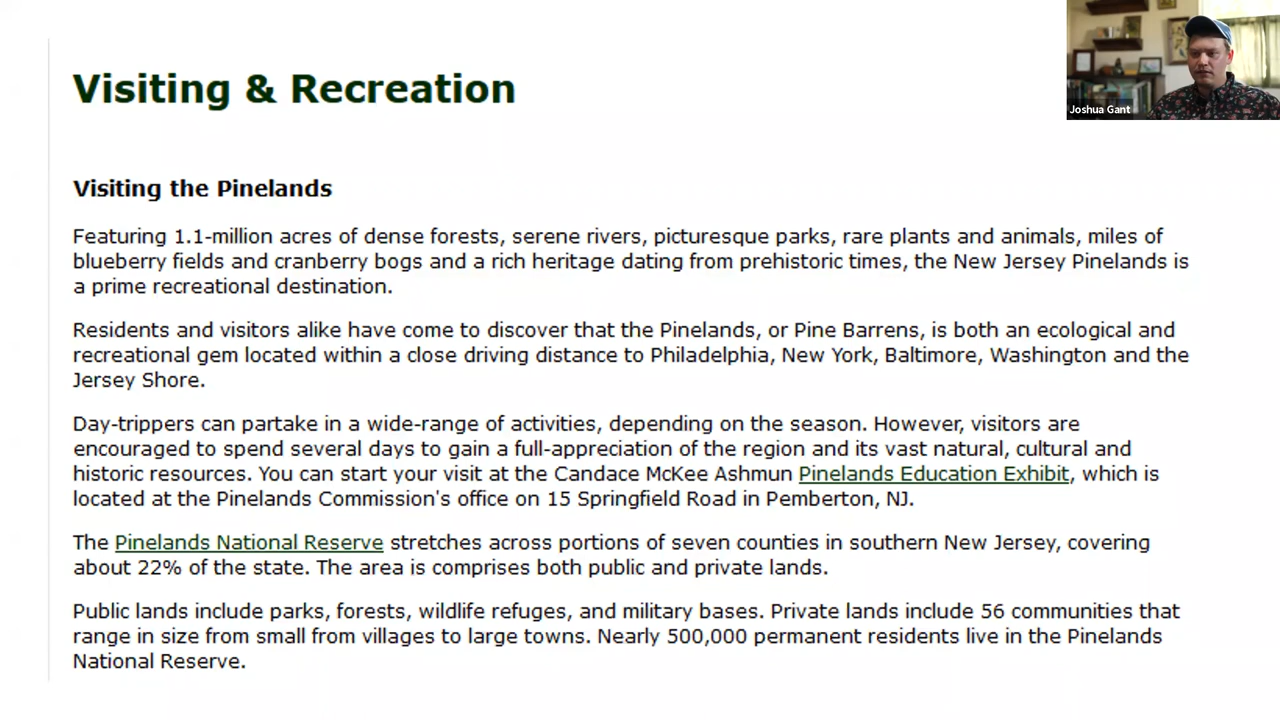 Visiting & Recreation
Joshua Gant
Visiting the Pinelands
Featuring 1.1-million acres of dense forests, serene rivers, picturesque parks, rare plants and animals, miles of
blueberry fields and cranberry bogs and a rich heritage dating from prehistoric times, the New Jersey Pinelands is
a prime recreational destination.
Residents and visitors alike have come to discover that the Pinelands, or Pine Barrens, is both an ecological and
recreational gem located within a close driving distance to Philadelphia, New York, Baltimore, Washington and the
Jersey Shore.
Day-trippers can partake in a wide-range of activities, depending on the season. However, visitors are
encouraged to spend several days to gain a full-appreciation of the region and its vast natural, cultural and
historic resources. You can start your visit at the Candace McKee Ashmun Pinelands Education Exhibit, which is
located at the Pinelands Commission's office on 15 Springfield Road in Pemberton, NJ.
The Pinelands National Reserve stretches across portions of seven counties in southern New Jersey, covering
about 22% of the state. The area is comprises both public and private lands.
Public lands include parks, forests, wildlife refuges, and military bases. Private lands include 56 communities that
range in size from small from villages to large towns. Nearly 500,000 permanent residents live in the Pinelands
National Reserve.